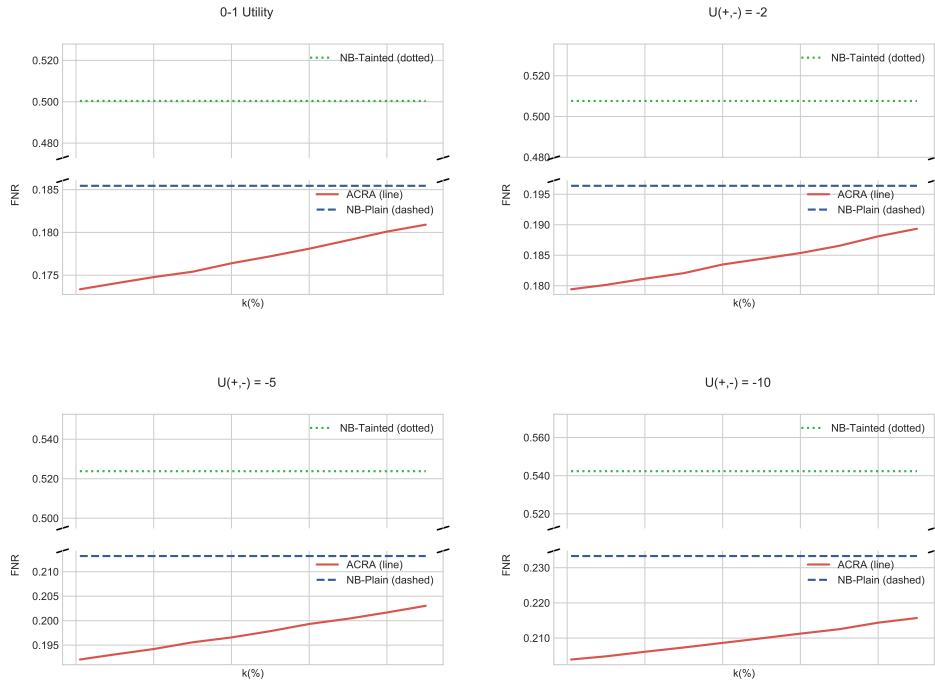 0-1 Utility
0.520
0.500
0.480
NB-Tainted (dotted)
FNR
0.185
0.180
0.175
ACRA (line)
NB-Plain (dashed)
k(%)
U(+,-) = -2
0.520
0.500
0.480
NB-Tainted (dotted)
FNR
0.195
0.190
0.185
0.180
ACRA (line)
NB-Plain (dashed)
k(%)
U(+,-) = -5
0.540
0.520
0.500
NB-Tainted (dotted)
FNR
0.210
0.205
0.200
0.195
ACRA (line)
NB-Plain (dashed)
k(%)
U(+,-) = -10
0.560
0.540
0.520
NB-Tainted (dotted)
FNR
0.230
0.220
0.210
ACRA (line)
NB-Plain (dashed)
k(%)